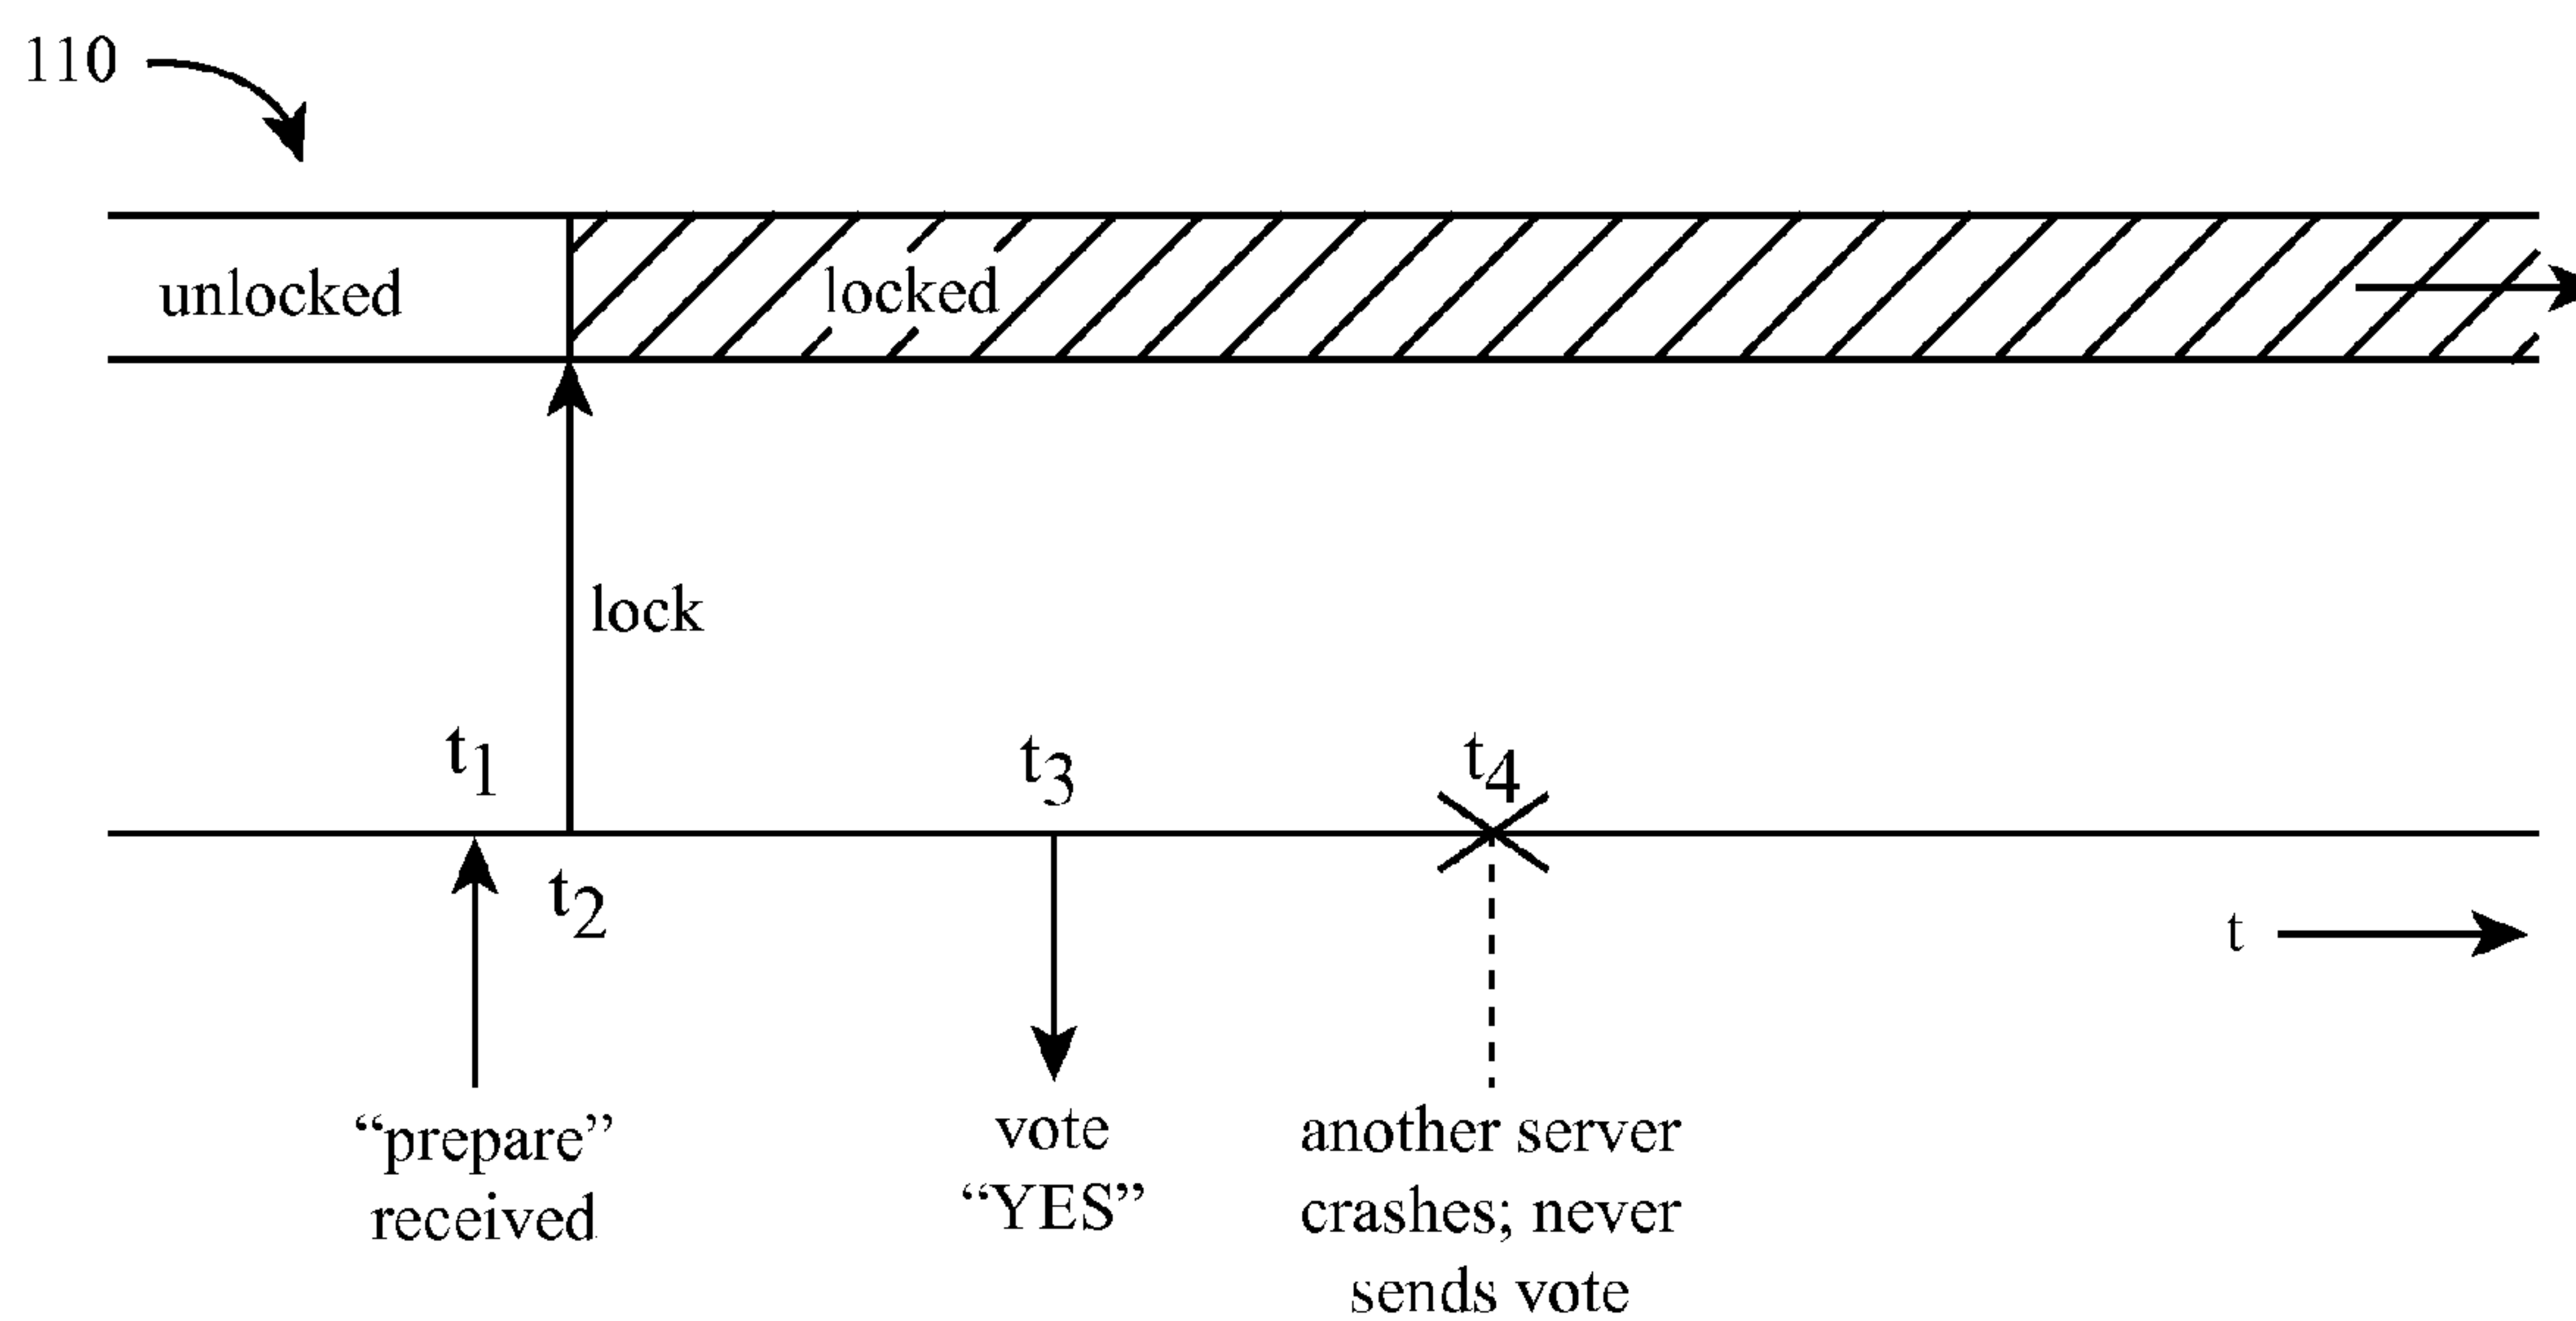 110
unlocked
locked
lock
t1
t3
t4
t2
t
“prepare”
received
vote
“YES”
another server
crashes; never
sends vote